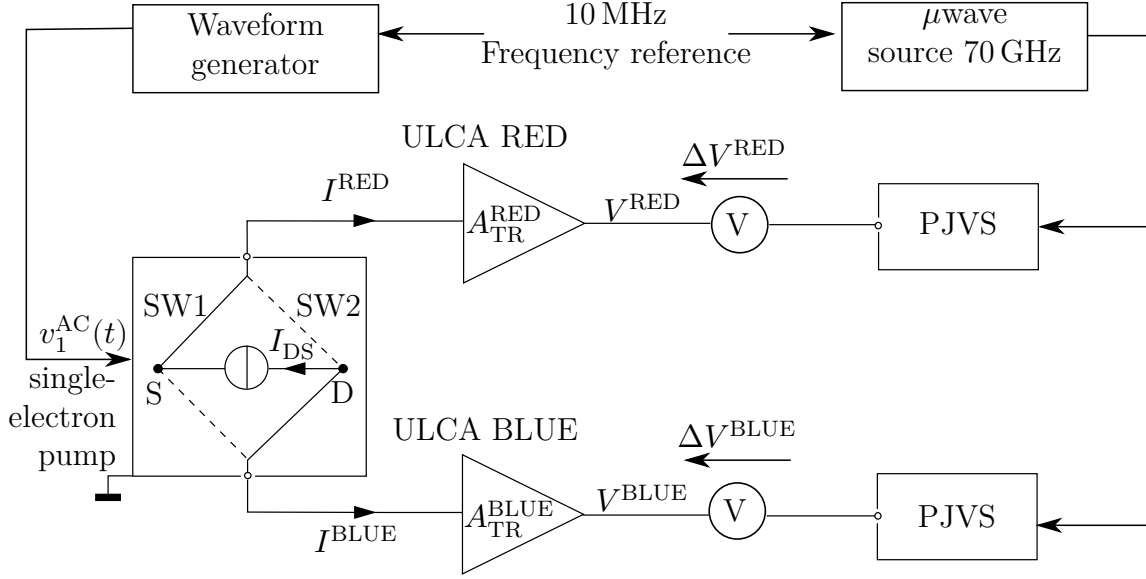 Waveform
generator
10 MHz
Frequency reference
μwave
source 70 GHz
ULCA RED
I^RED
A_TR^RED
V^RED
ΔV^RED
V
PJVS
SW1
SW2
v_1^AC(t)
I_DS
S
D
single-
electron
pump
ULCA BLUE
I^BLUE
A_TR^BLUE
V^BLUE
ΔV^BLUE
V
PJVS